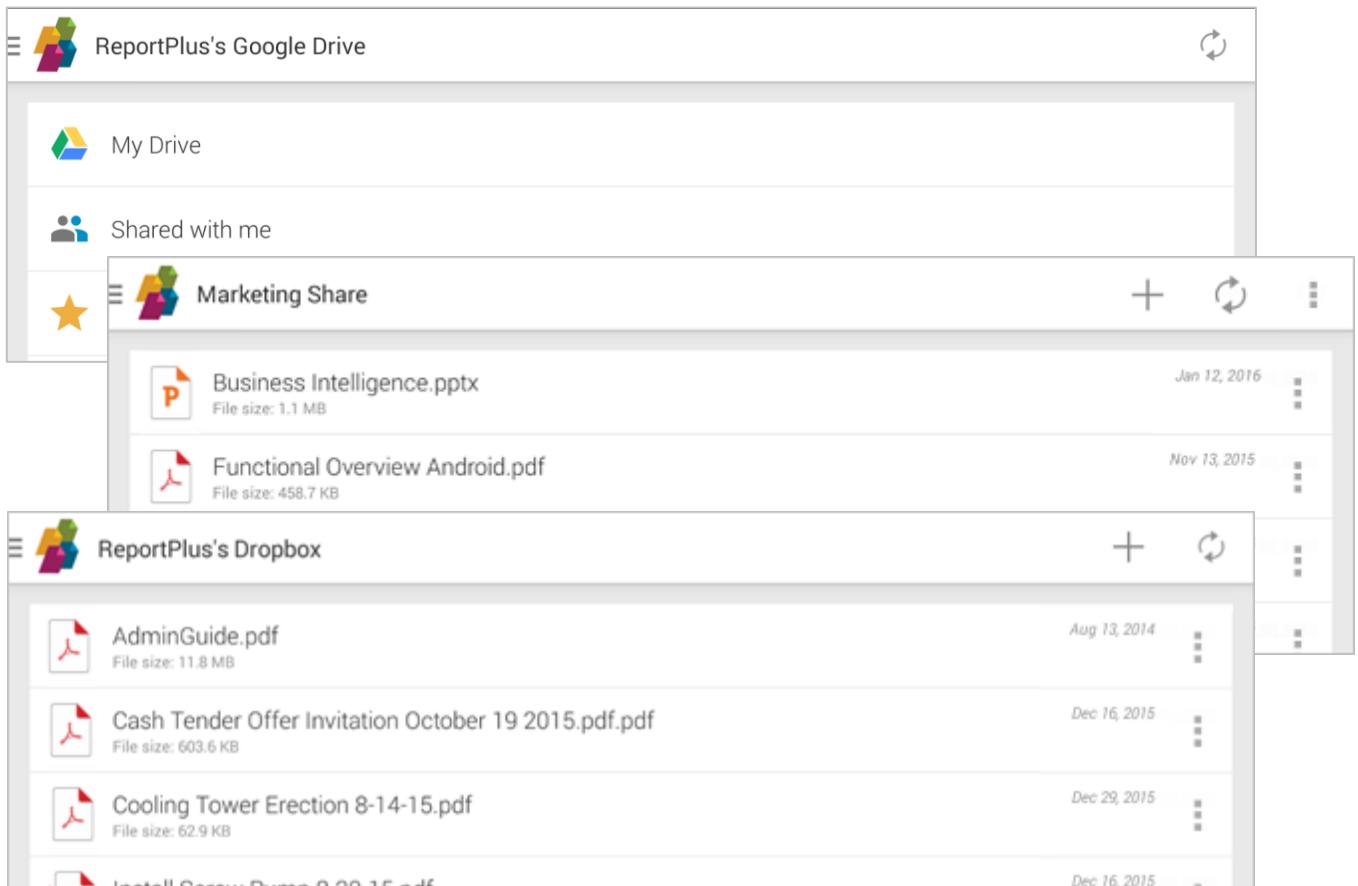 ReportPlus's Google Drive
My Drive
Shared with me
Marketing Share
Business Intelligence.pptx
Jan 12, 2016
File size: 1.1 MB
Functional Overview Android.pdf
Nov 13, 2015
File size: 458.7 KB
ReportPlus's Dropbox
AdminGuide.pdf
Aug 13, 2014
File size: 11.8 MB
Cash Tender Offer Invitation October 19 2015.pdf.pdf
Dec 16, 2015
File size: 603.6 KB
Cooling Tower Erection 8-14-15.pdf
Dec 29, 2015
File size: 62.9 KB
Dec 16, 2015